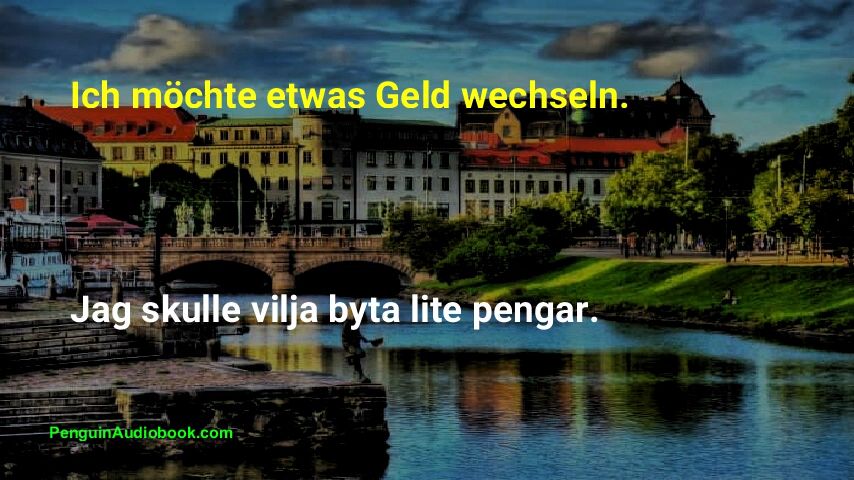 Ich möchte etwas Geld wechseln.
Jag skulle vilja byta lite pengar.
PenguinAudiobook.com